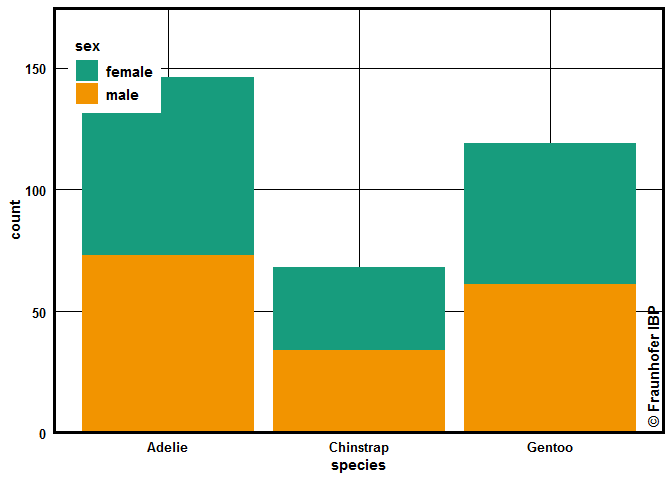 sex
female
male
150
100
50
0
count
Adelie
Chinstrap
Gentoo
species
© Fraunhofer IBP